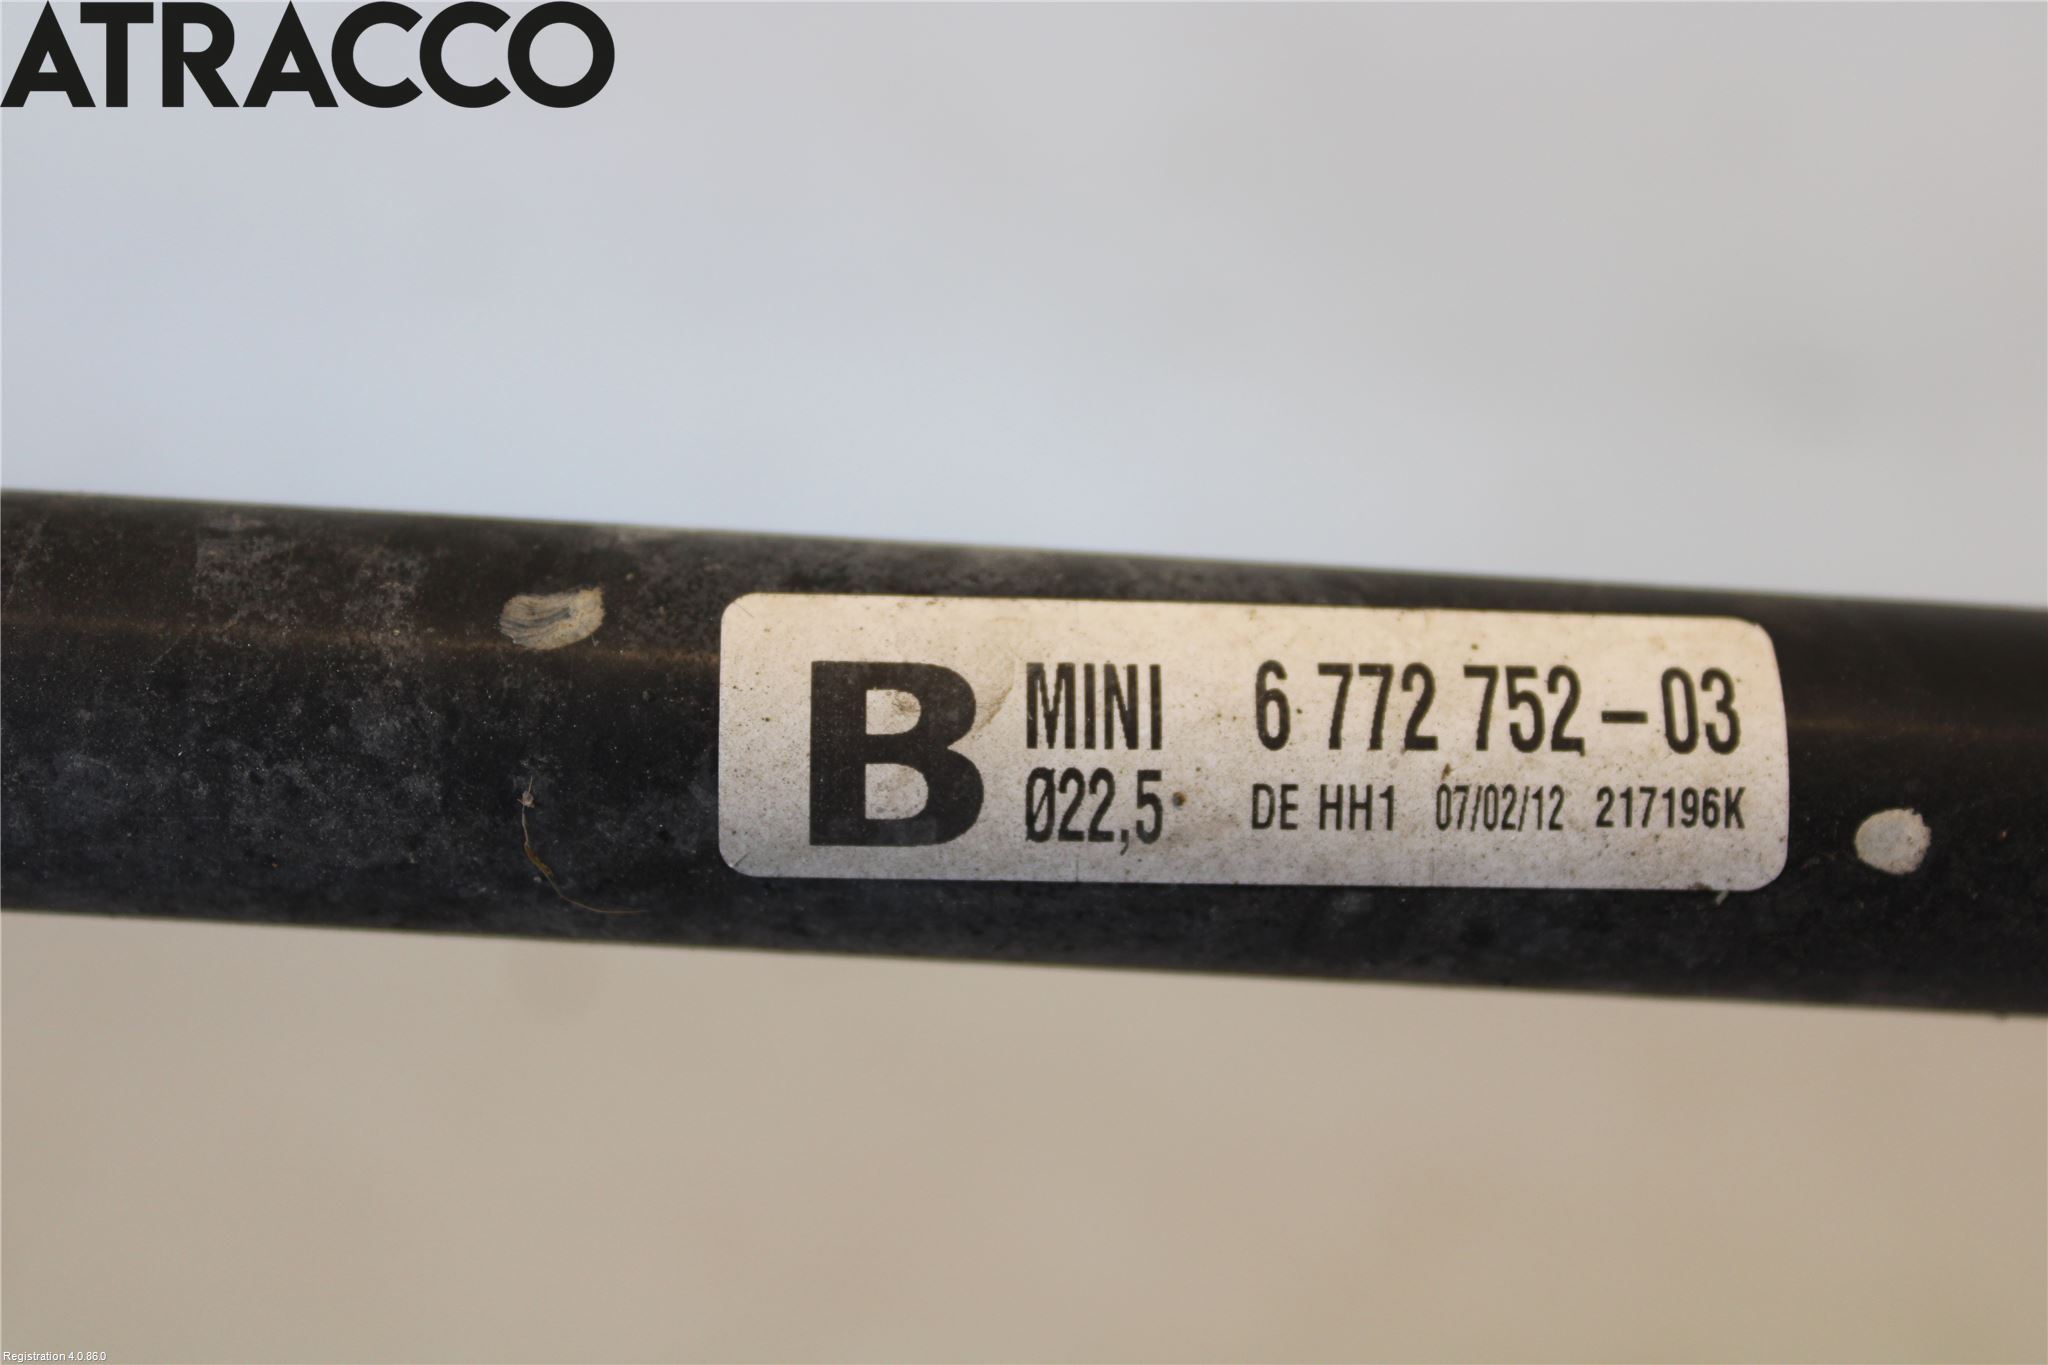 ATRACCO
B
MINI 6 772 752-03
Ø22,5 DE HH1 07/02/12 217196K
Registration 4.0.86.0